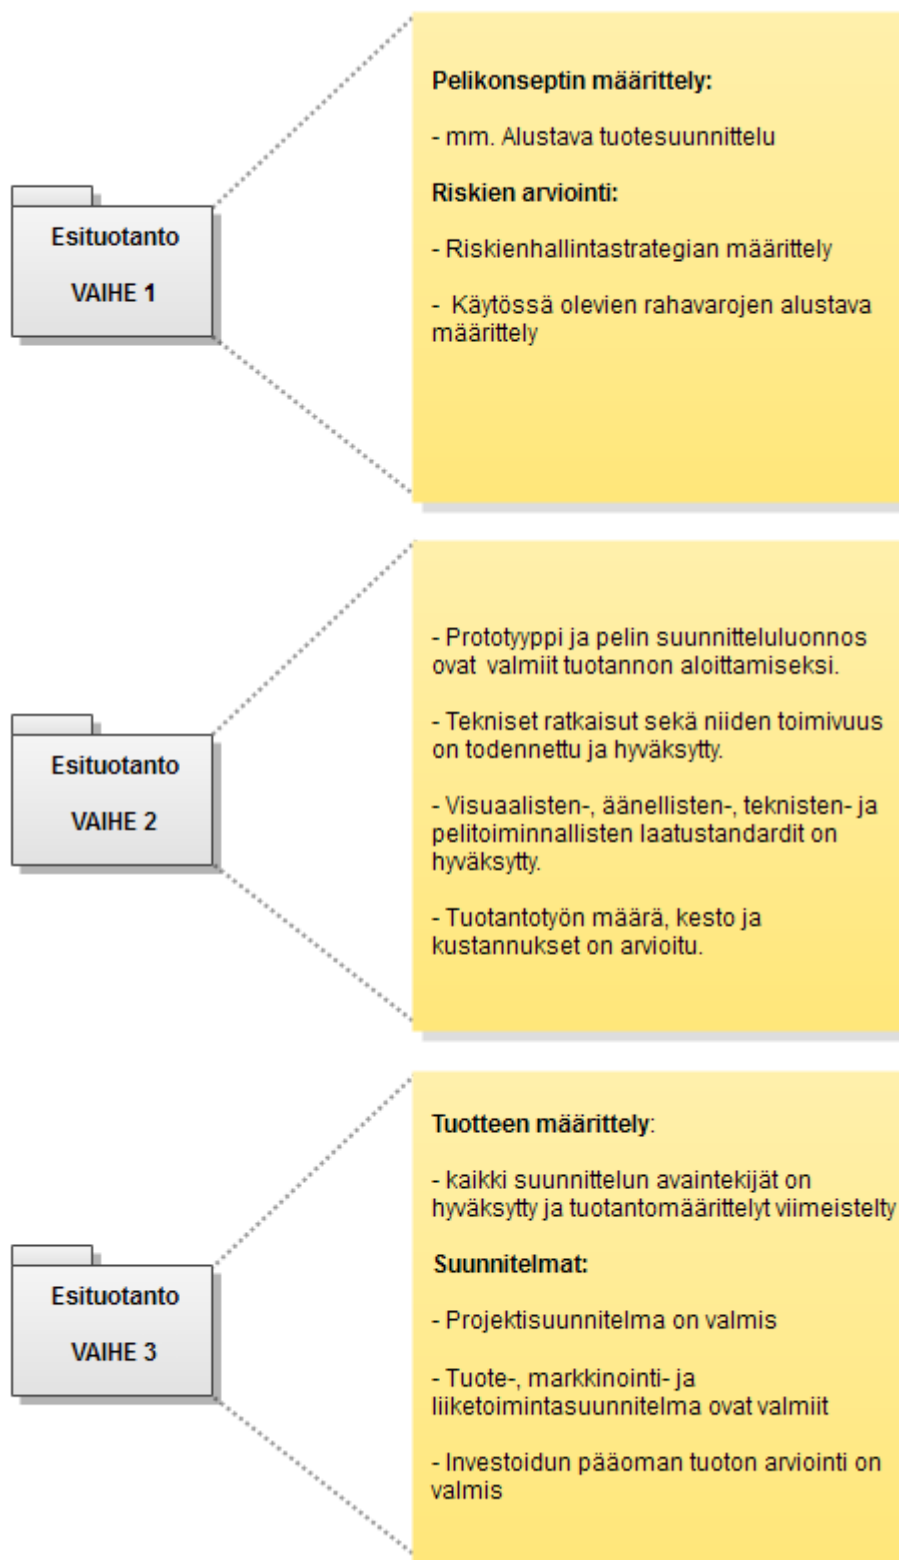 Esituotanto
VAIHE 1
Pelikonseptin määrittely:
- mm. Alustava tuotesuunnittelu
Riskien arviointi:
- Riskienhallintastrategian määrittely
- Käytössä olevien rahavarojen alustava
määrittely
Esituotanto
VAIHE 2
- Prototyyppi ja pelin suunnitteluluonnos
ovat valmiit tuotannon aloittamiseksi.
- Tekniset ratkaisut sekä niiden toimivuus
on todennettu ja hyväksytty.
- Visuaalisten-, äänellisten-, teknisten- ja
pelitoiminnallisten laatustandardit on
hyväksytty.
- Tuotantotyön määrä, kesto ja
kustannukset on arvioitu.
Esituotanto
VAIHE 3
Tuotteen määrittely:
- kaikki suunnittelun avaintekijät on
hyväksytty ja tuotantomäärittelyt viimeistelty
Suunnitelmat:
- Projektisuunnitelma on valmis
- Tuote-, markkinointi- ja
liiketoimintasuunnitelma ovat valmiit
- Investoidun pääoman tuoton arviointi on
valmis